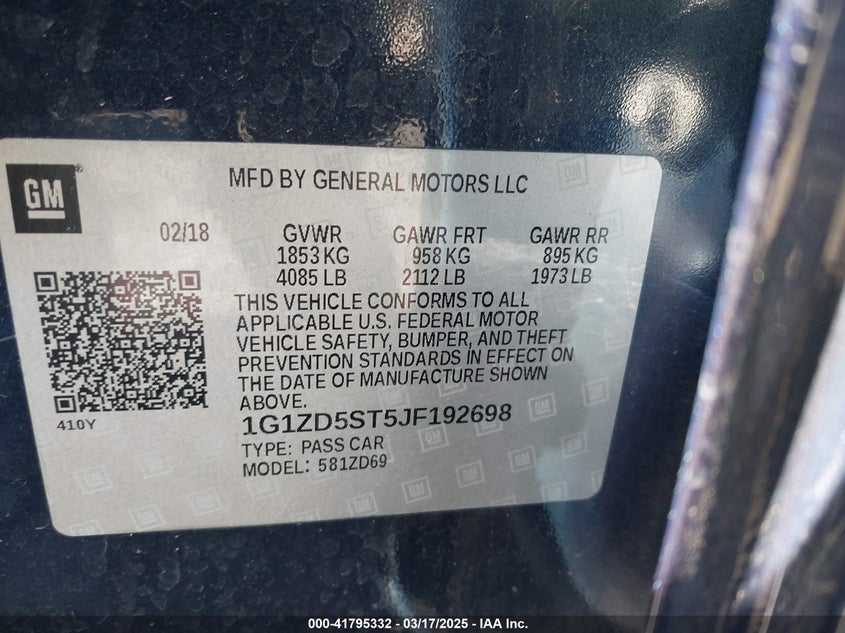 GM
MFD BY GENERAL MOTORS LLC
02/18 GVWR GAWR FRT GAWR RR
1853 KG 958 KG 895 KG
4085 LB 2112 LB 1973 LB
THIS VEHICLE CONFORMS TO ALL
APPLICABLE U.S. FEDERAL MOTOR
VEHICLE SAFETY, BUMPER, AND THEFT
PREVENTION STANDARDS IN EFFECT ON
THE DATE OF MANUFACTURE SHOWN
ABOVE.
410Y
1G1ZD5ST5JF192698
TYPE: PASS CAR
MODEL: 581ZD69
000-41795332 - 03/17/2025 - IAA Inc.